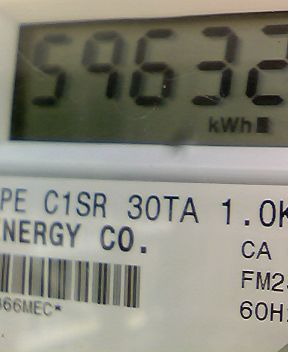 59632
kWh
PE C1SR 30TA 1.0K
NERGY CO.
CA
FM2
66MEC*
60H